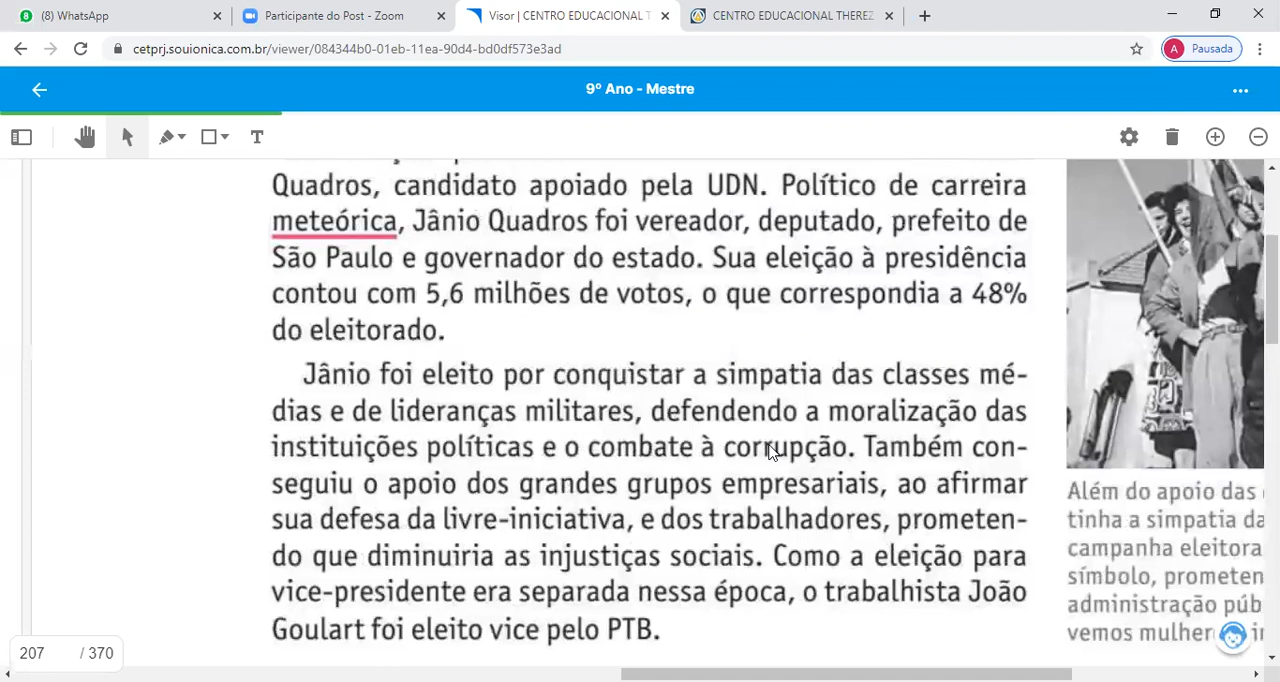 (8) WhatsApp
Participante do Post - Zoom
Visor | CENTRO EDUCACIONAL T
CENTRO EDUCACIONAL THEREZ
cetprj.souionica.com.br/viewer/084344b0-01eb-11ea-90d4-bd0df573e3ad
A Pausada
9º Ano - Mestre
T
Quadros, candidato apoiado pela UDN. Político de carreira
meteórica, Jânio Quadros foi vereador, deputado, prefeito de
São Paulo e governador do estado. Sua eleição à presidência
contou com 5,6 milhões de votos, o que correspondia a 48%
do eleitorado.
Jânio foi eleito por conquistar a simpatia das classes mé-
dias e de lideranças militares, defendendo a moralização das
instituições políticas e o combate à corrupção. Também con-
seguiu o apoio dos grandes grupos empresariais, ao afirmar
sua defesa da livre-iniciativa, e dos trabalhadores, prometen-
do que diminuiria as injustiças sociais. Como a eleição para
vice-presidente era separada nessa época, o trabalhista João
Goulart foi eleito vice pelo PTB.
Além do apoio das
tinha a simpatia da
campanha eleitora
símbolo, prometen
administração púb
vemos mulher
207 / 370